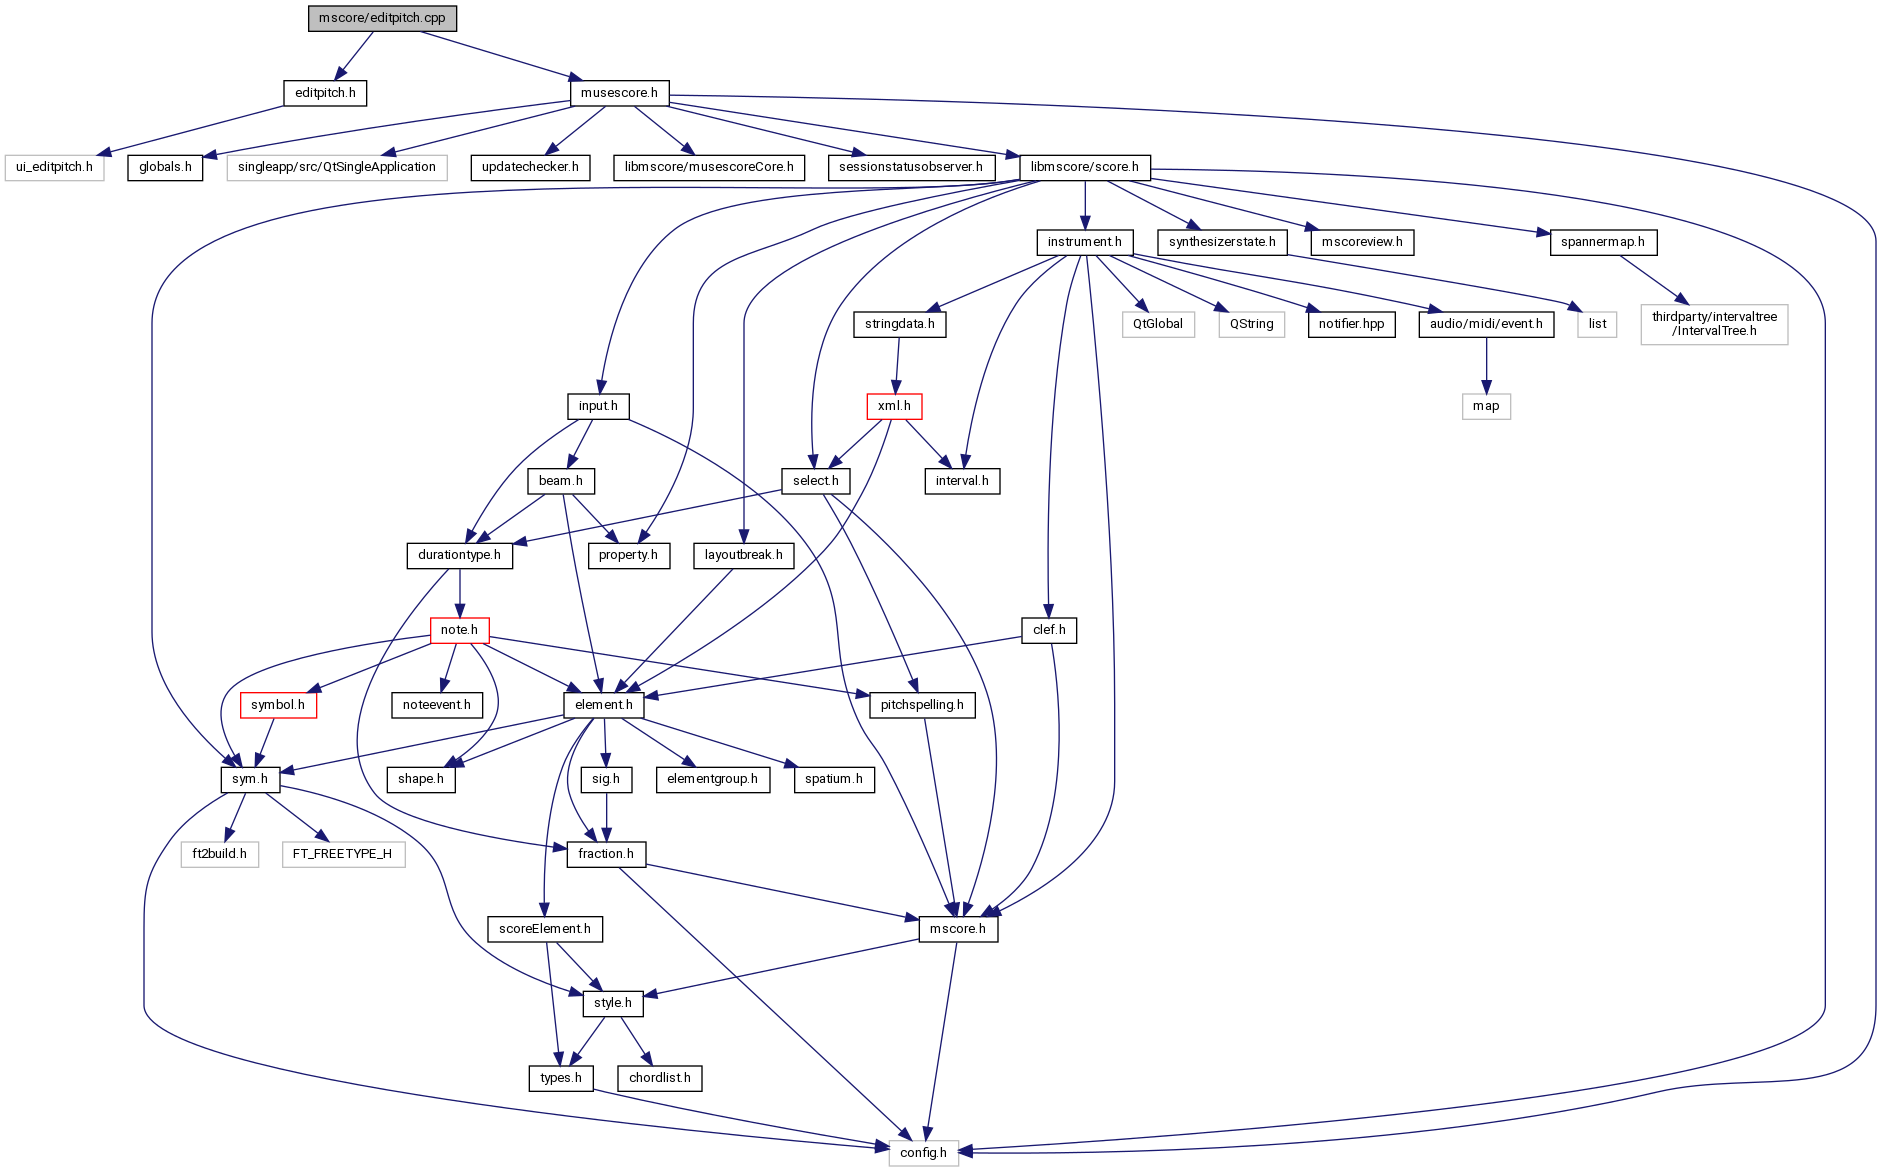 mscore/editpitch.cpp
editpitch.h
musescore.h
ui_editpitch.h
globals.h
singleapp/src/QtSingleApplication
updatechecker.h
libmscore/musescoreCore.h
sessionstatusobserver.h
libmscore/score.h
instrument.h
synthesizerstate.h
mscoreview.h
spannermap.h
stringdata.h
QtGlobal
QString
notifier.hpp
audio/midi/event.h
list
thirdparty/intervaltree
/IntervalTree.h
input.h
xml.h
map
beam.h
select.h
interval.h
durationtype.h
property.h
layoutbreak.h
note.h
clef.h
symbol.h
noteevent.h
element.h
pitchspelling.h
sym.h
shape.h
sig.h
elementgroup.h
spatium.h
ft2build.h
FT_FREETYPE_H
fraction.h
scoreElement.h
mscore.h
style.h
types.h
chordlist.h
config.h